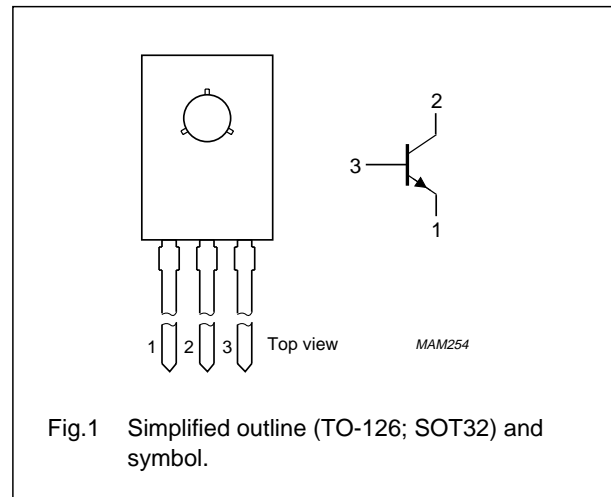 2
3
1
1 2 3 Top view MAM254
Fig.1 Simplified outline (TO-126; SOT32) and
symbol.